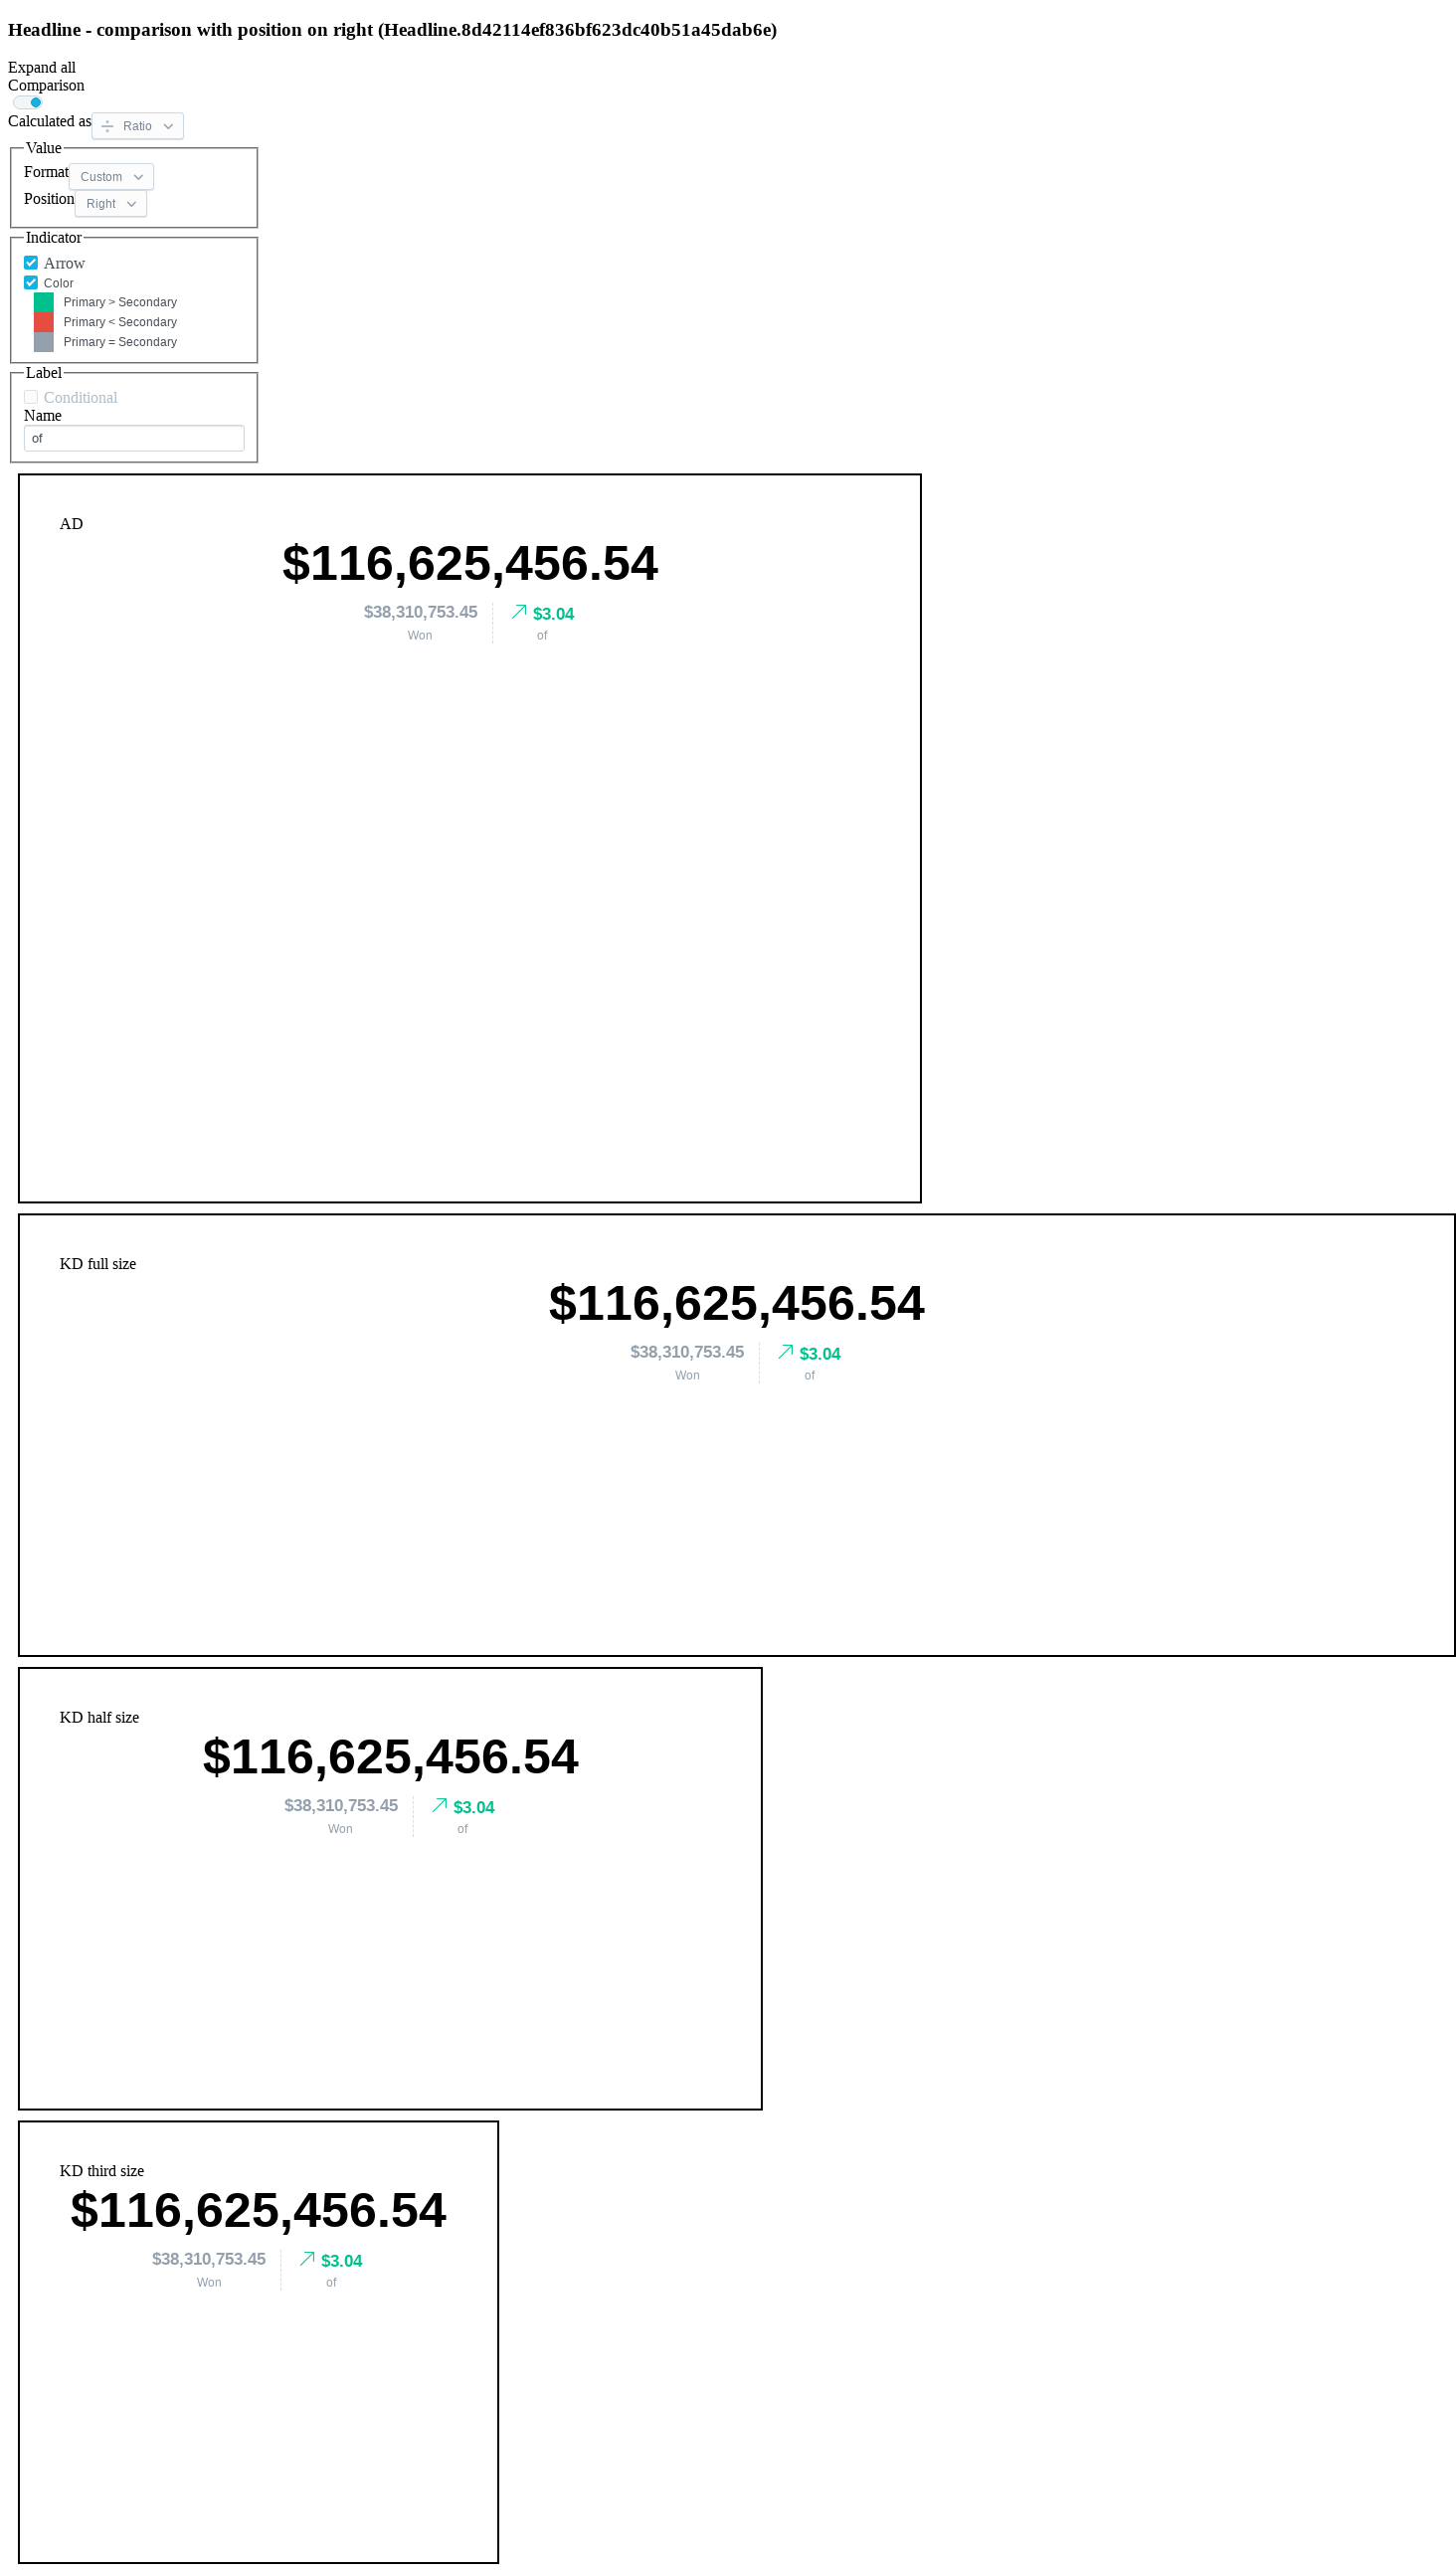 Headline - comparison with position on right (Headline.8d42114ef836bf623dc40b51a45dab6e)
Expand all
Comparison
Calculated as Ratio
Value
Format Custom
Position Right
Indicator
Arrow
Color
Primary > Secondary
Primary < Secondary
Primary = Secondary
Label
Conditional
Name
of
AD
$116,625,456.54
$38,310,753.45 $3.04
Won of
KD full size
$116,625,456.54
$38,310,753.45 $3.04
Won of
KD half size
$116,625,456.54
$38,310,753.45 $3.04
Won of
KD third size
$116,625,456.54
$38,310,753.45 $3.04
Won of